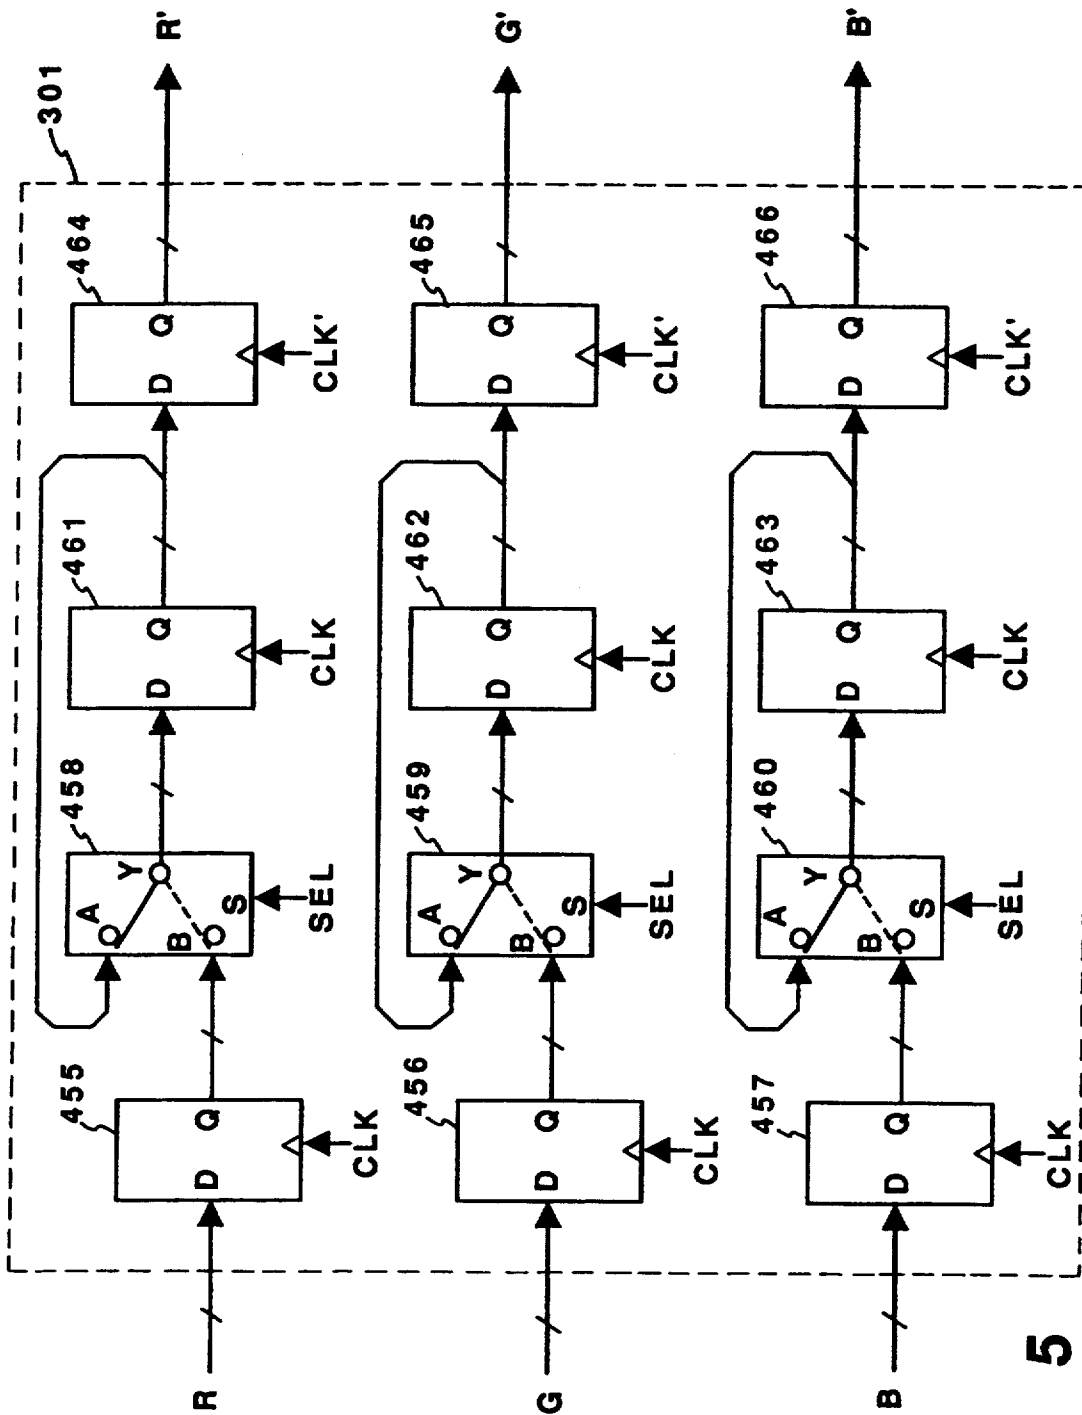 301
R
455
D Q
CLK
458
A
B
Y
S
SEL
461
D Q
CLK
464
D Q
CLK'
R'
G
456
D Q
CLK
459
A
B
Y
S
SEL
462
D Q
CLK
465
D Q
CLK'
G'
B
457
D Q
CLK
460
A
B
Y
S
SEL
463
D Q
CLK
466
D Q
CLK'
B'
5